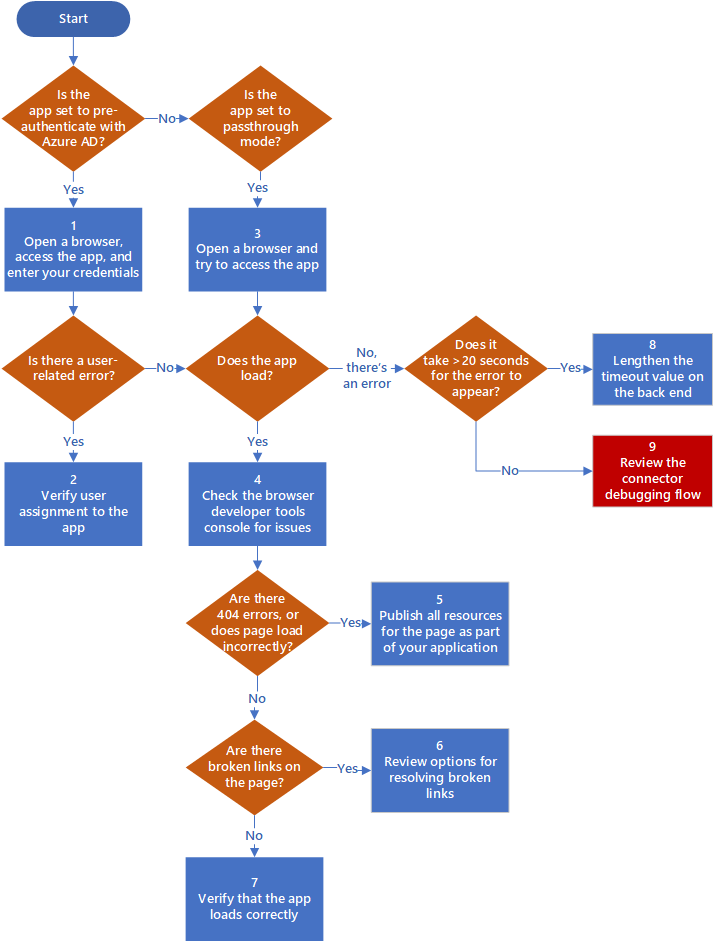 Start
Is the
app set to pre-
authenticate with
Azure AD?
No
Is the
app set to
passthrough
mode?
Yes
Yes
1
Open a browser,
access the app, and
enter your credentials
3
Open a browser and
try to access the app
Is there a user-
related error?
No
Does the app
load?
No,
there's
an error
Does it
take >20 seconds
for the error to
appear?
Yes
8
Lengthen the
timeout value on
the back end
Yes
Yes
No
9
Review the
connector
debugging flow
2
Verify user
assignment to the
app
4
Check the browser
developer tools
console for issues
Are there
404 errors, or
does page load
incorrectly?
Yes
5
Publish all resources
for the page as part
of your application
No
Are there
broken links on
the page?
Yes
6
Review options for
resolving broken
links
No
7
Verify that the app
loads correctly